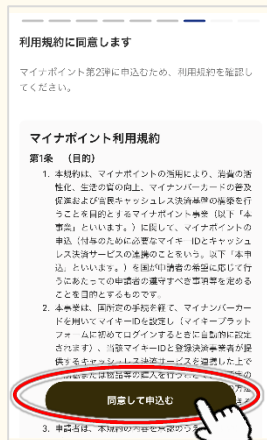 利用規約に同意します
マイナポイント第2弾に申込むため、利用規約を確認し
てください。
マイナポイント利用規約
第1条 （目的）
1. 本規約は、マイナポイントの活用により、消費の活
性化、生活の質の向上、マイナンバーカードの普及
促進および官民キャッシュレス決済基盤の構築を行
うことを目的とするマイナポイント事業（以下「本
事業」といいます。）に関して、マイナポイントの
申込（付与のために必要なマイキーIDとキャッシュ
レス決済サービスの連携のことをいう。以下「本申
込」といいます。）を国が申請者の希望に応じて行
うにあたっての申請者の遵守すべき事項等を定める
ことを目的とするものです。
2. 本事業は、国所定の手続を経て、マイナンバーカー
ドを用いてマイキーIDを設定し（マイキープラット
フォームに初めてログインするときに自動的に設定
されます）、当該マイキーIDと登録決済事業者が提
供するキャッシュレス決済サービスを連携した上で
同意して申込む
3. 申請者は、本規約の内容を承諾のうえ